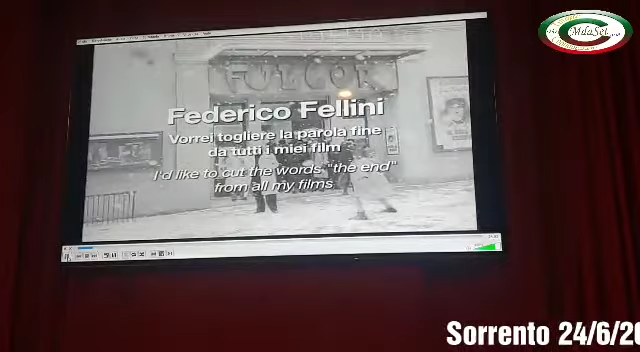 FULGOR
Federico Fellini
Vorrei togliere la parola fine
da tutti i miei film
I'd like to cut the words "the end"
from all my films
Sorrento 24/6/20